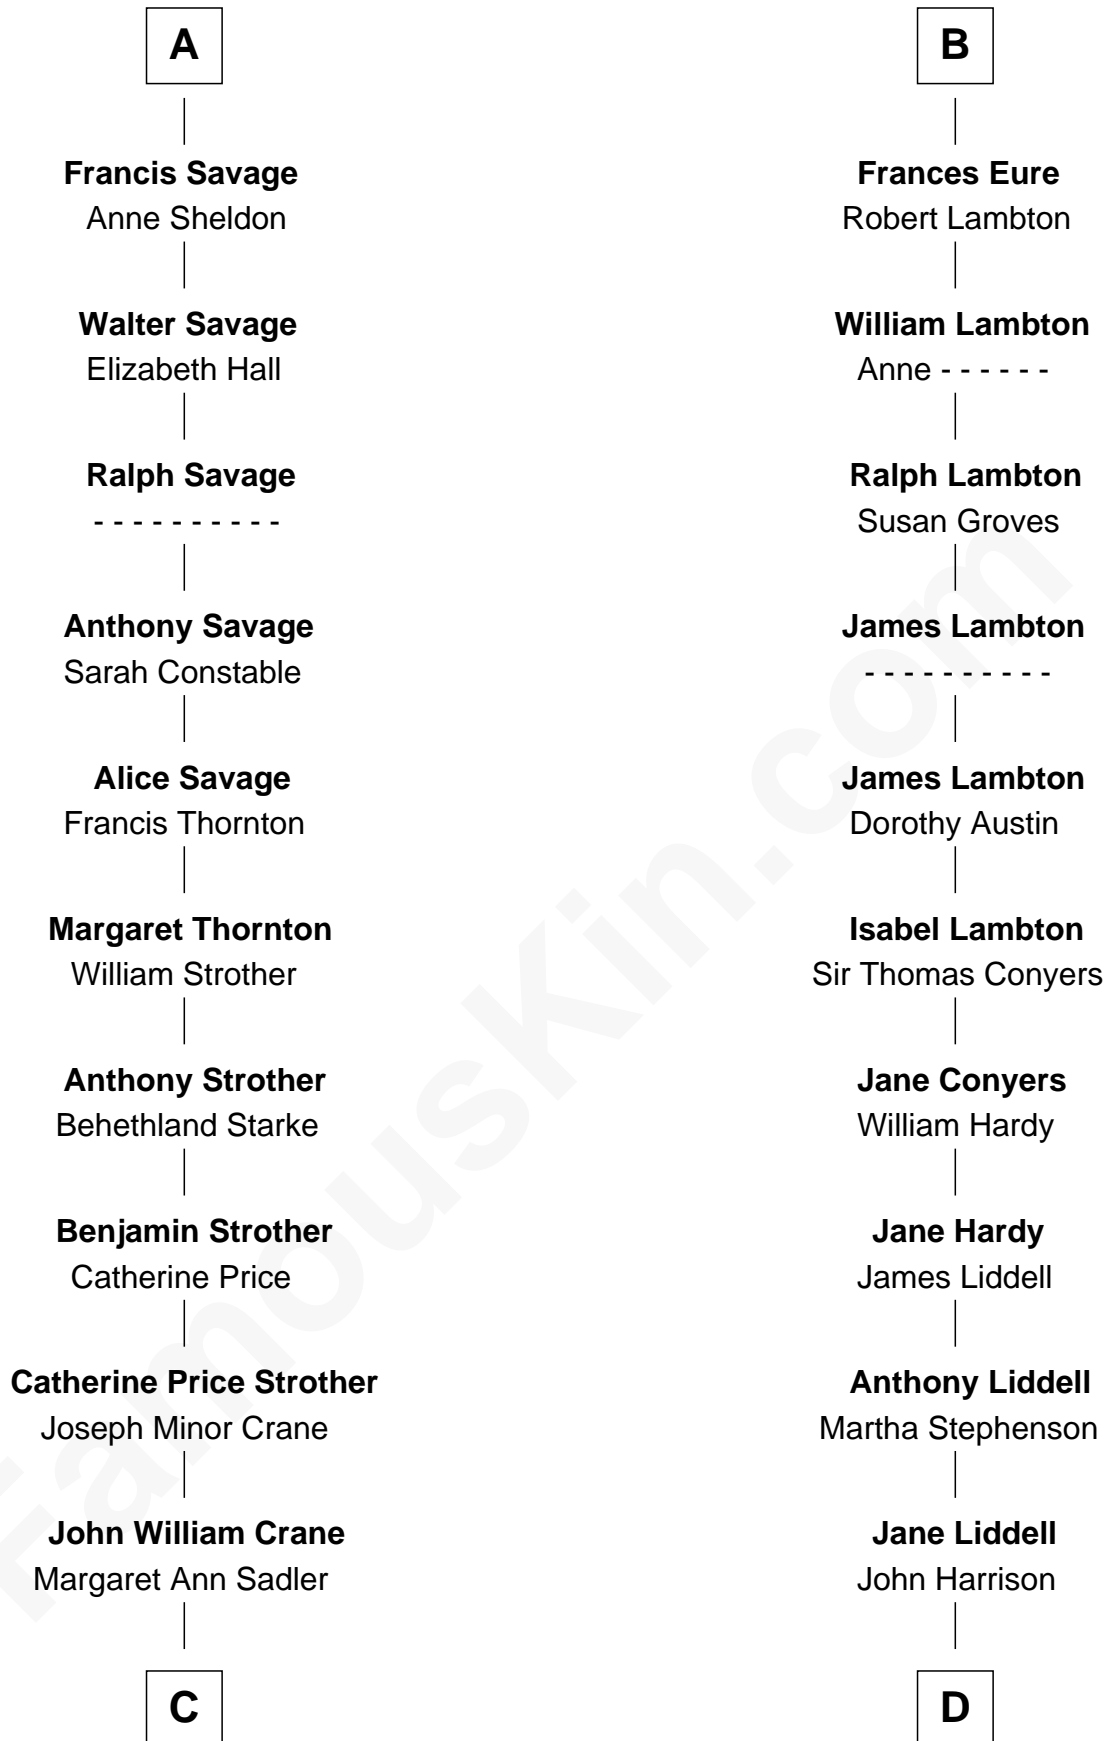 A
Francis Savage
Anne Sheldon
Walter Savage
Elizabeth Hall
Ralph Savage
- - - - - - - - - -
Anthony Savage
Sarah Constable
Alice Savage
Francis Thornton
Margaret Thornton
William Strother
Anthony Strother
Behethland Starke
Benjamin Strother
Catherine Price
Catherine Price Strother
Joseph Minor Crane
John William Crane
Margaret Ann Sadler
C
B
Frances Eure
Robert Lambton
William Lambton
Anne - - - - - -
Ralph Lambton
Susan Groves
James Lambton
- - - - - - - - - -
James Lambton
Dorothy Austin
Isabel Lambton
Sir Thomas Conyers
Jane Conyers
William Hardy
Jane Hardy
James Liddell
Anthony Liddell
Martha Stephenson
Jane Liddell
John Harrison
D
FamousKin.com